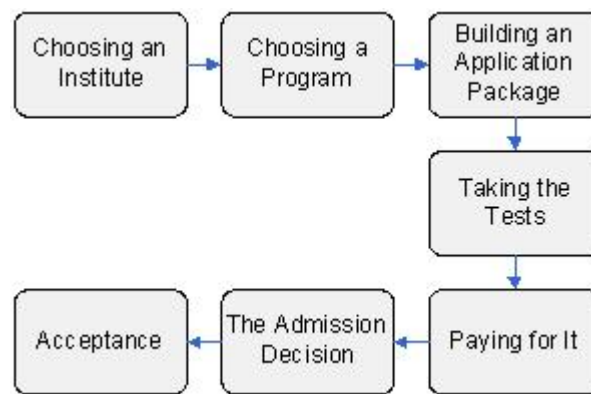 Choosing an
Institute
Choosing a
Program
Building an
Application
Package
Taking the
Tests
Paying for It
The Admission
Decision
Acceptance